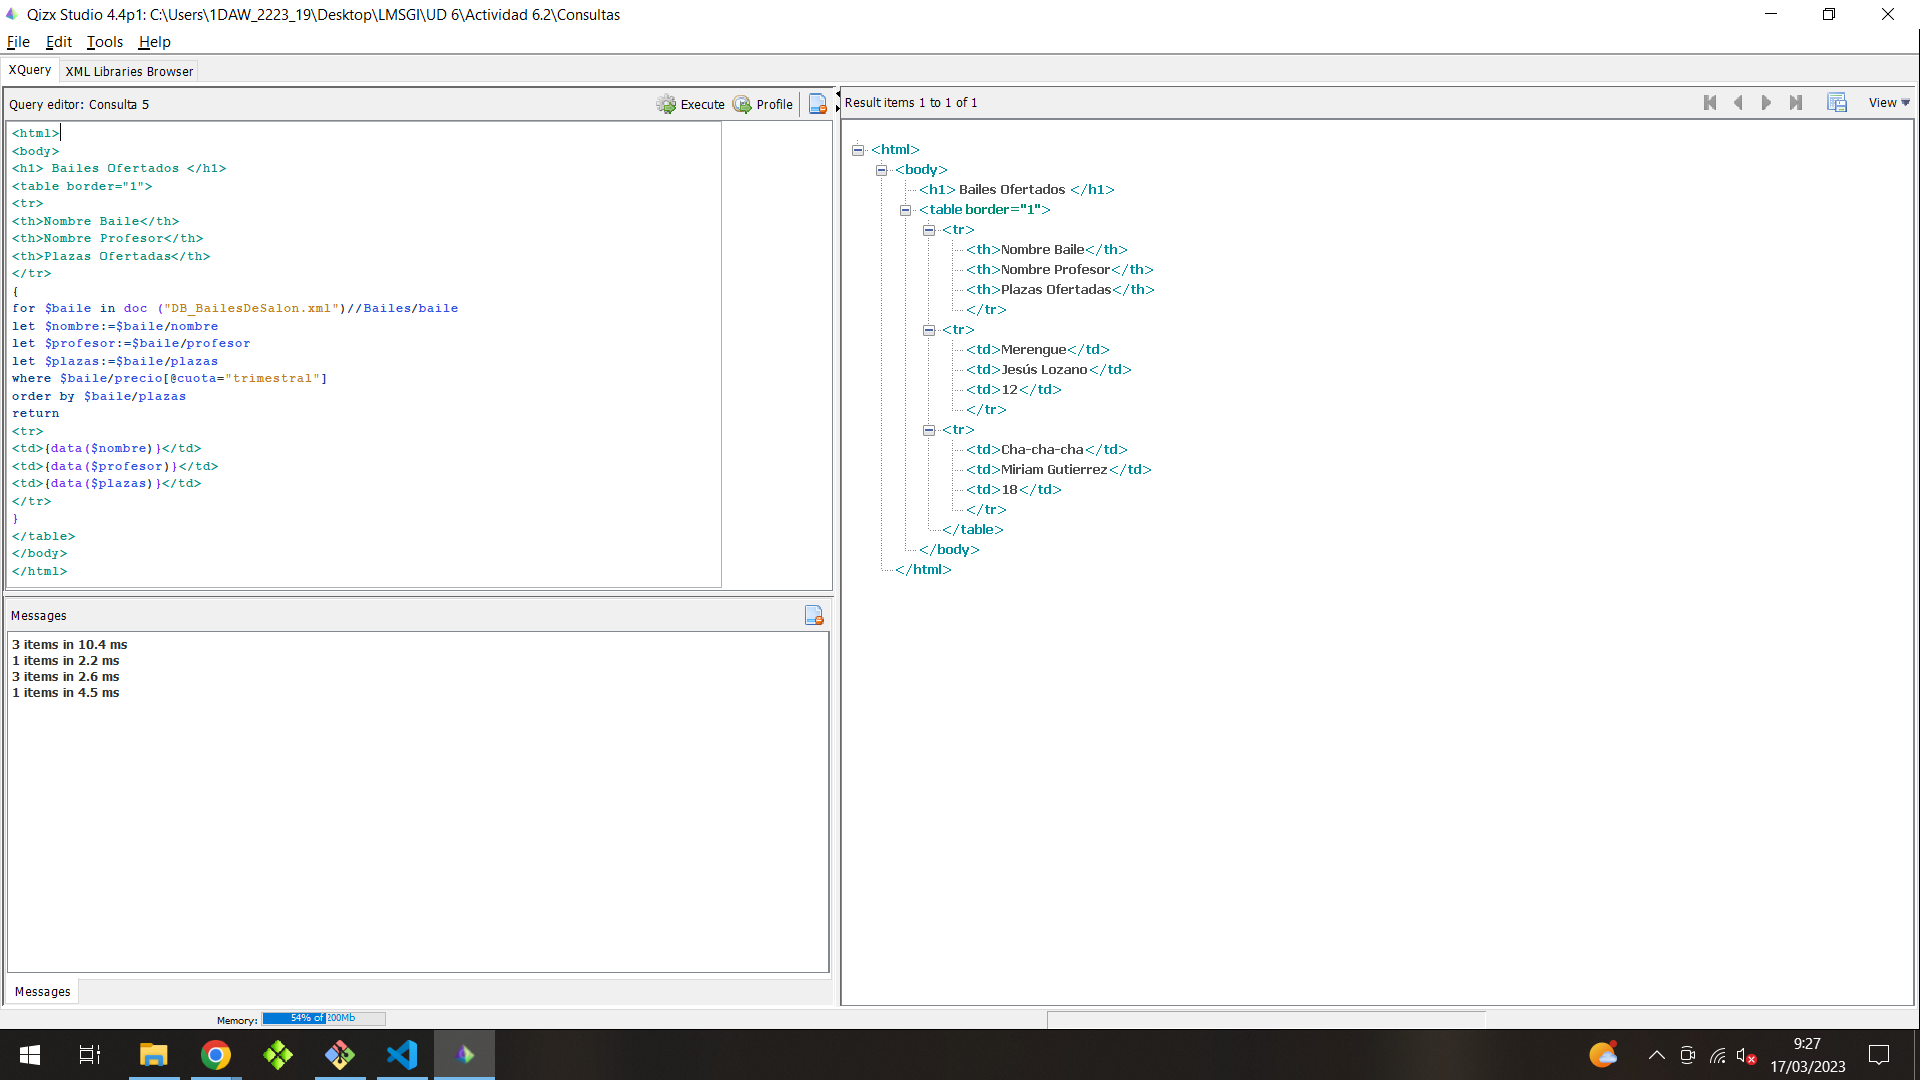 Qizx Studio 4.4p1: C:\Users\1DAW_2223_19\Desktop\LMSGI\UD 6\Actividad 6.2\Consultas
File Edit Tools Help
XQuery XML Libraries Browser
Query editor: Consulta 5 Execute Profile
<html>
<body>
<h1> Bailes Ofertados </h1>
<table border="1">
<tr>
<th>Nombre Baile</th>
<th>Nombre Profesor</th>
<th>Plazas Ofertadas</th>
</tr>
{
for $baile in doc ("DB_BailesDeSalon.xml")//Bailes/baile
let $nombre:=$baile/nombre
let $profesor:=$baile/profesor
let $plazas:=$baile/plazas
where $baile/precio[@cuota="trimestral"]
order by $baile/plazas
return
<tr>
<td>{data($nombre)}</td>
<td>{data($profesor)}</td>
<td>{data($plazas)}</td>
</tr>
}
</table>
</body>
</html>
Messages
3 items in 10.4 ms
1 items in 2.2 ms
3 items in 2.6 ms
1 items in 4.5 ms
Messages
Memory: 54% of 200Mb
Result items 1 to 1 of 1 View
<html>
<body>
<h1> Bailes Ofertados </h1>
<table border="1">
<tr>
<th>Nombre Baile</th>
<th>Nombre Profesor</th>
<th>Plazas Ofertadas</th>
</tr>
<tr>
<td>Merengue</td>
<td>Jesús Lozano</td>
<td>12</td>
</tr>
<tr>
<td>Cha-cha-cha</td>
<td>Miriam Gutierrez</td>
<td>18</td>
</tr>
</table>
</body>
</html>
9:27
17/03/2023